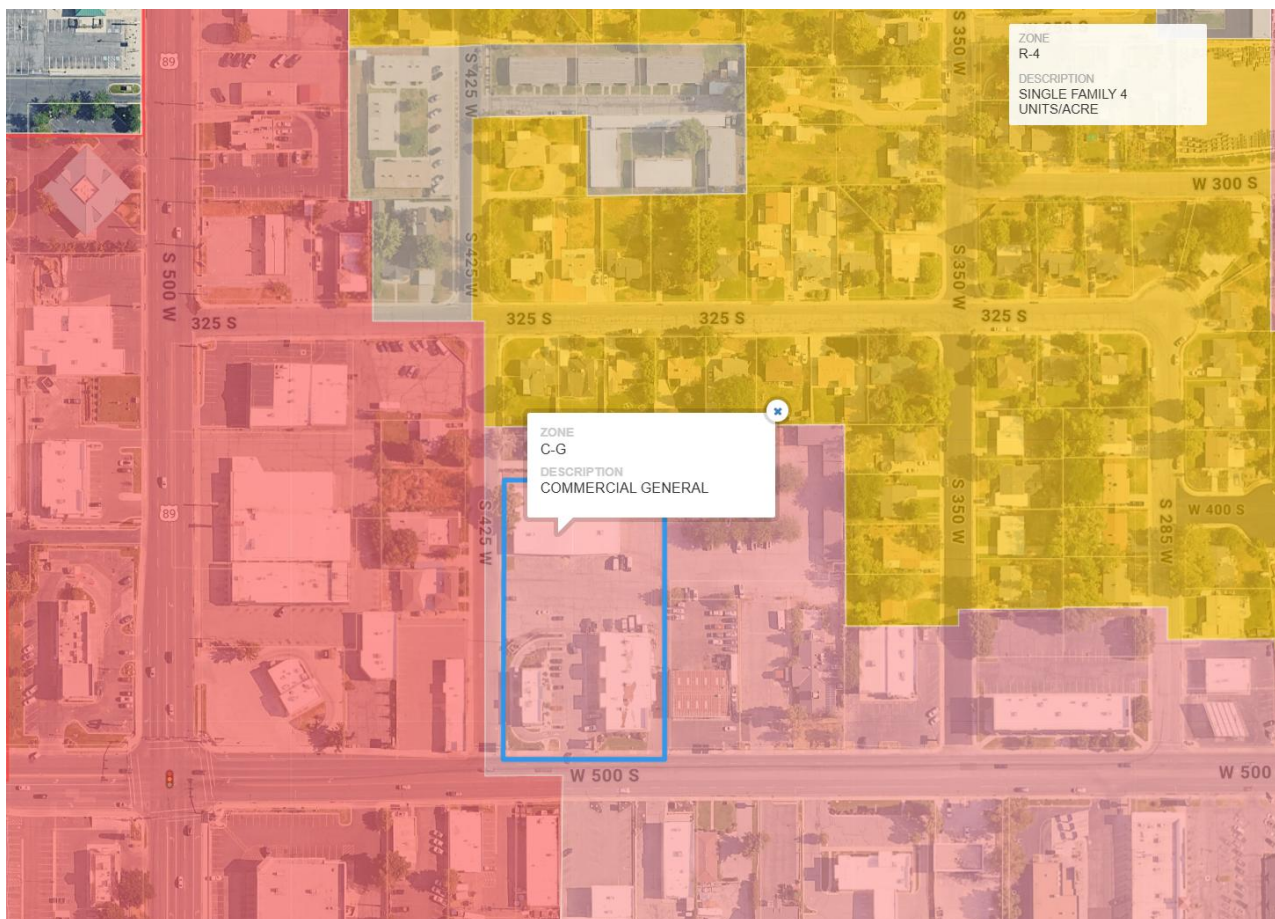 ZONE
R-4
DESCRIPTION
SINGLE FAMILY 4
UNITS/ACRE
89
S 425 W
S 350 W
W 300 S
S 500 W
S 425 W
S 350 W
325 S
325 S
325 S
325 S
ZONE
C-G
DESCRIPTION
COMMERCIAL GENERAL
89
S 425 W
S 350 W
S 285 W
W 400 S
W 500 S
W 500